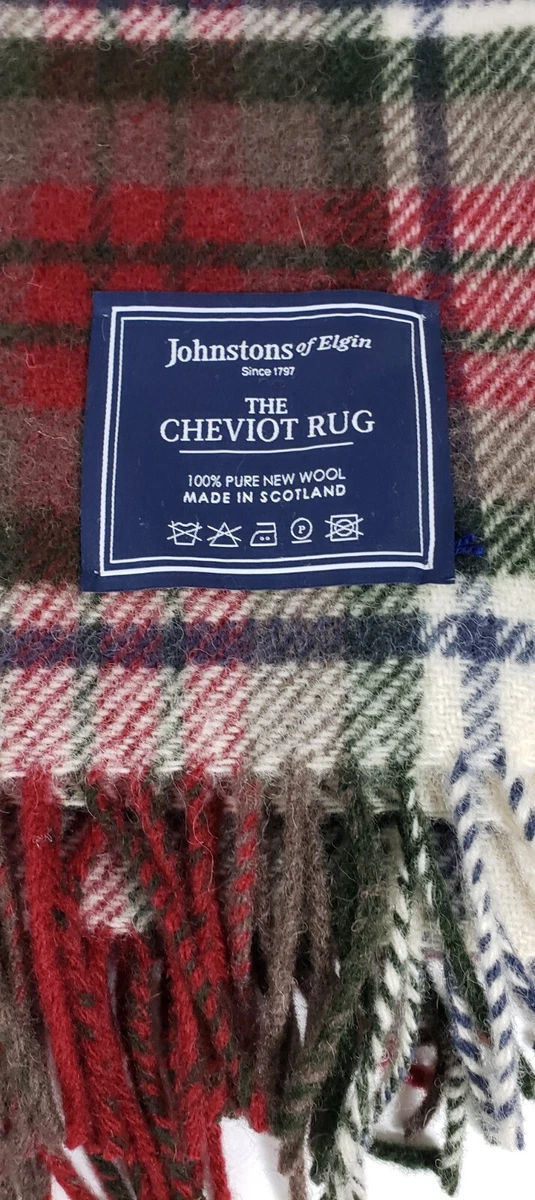 Johnstons of Elgin
Since 1797
THE
CHEVIOT RUG
100% PURE NEW WOOL
MADE IN SCOTLAND
P